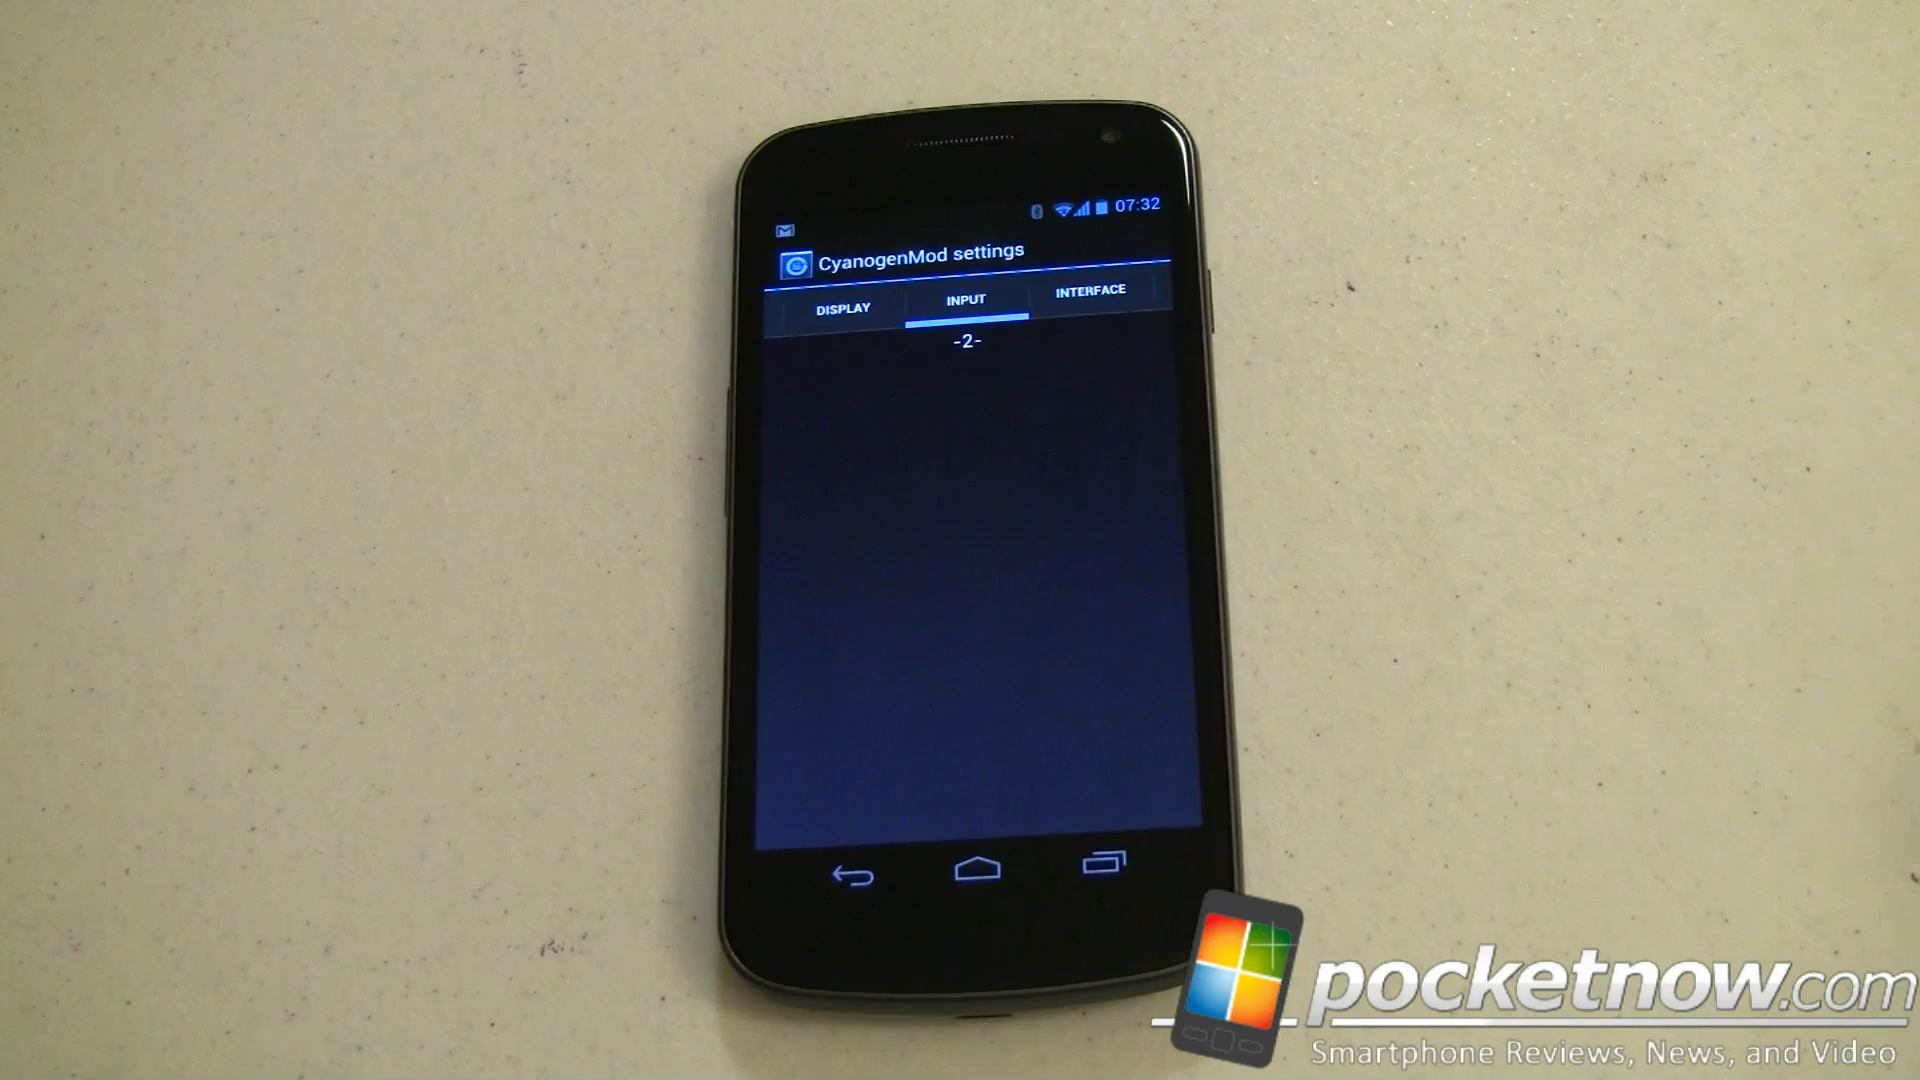 07:32
CyanogenMod settings
DISPLAY INPUT INTERFACE
-2-
pocketnow.com
Smartphone Reviews, News, and Video